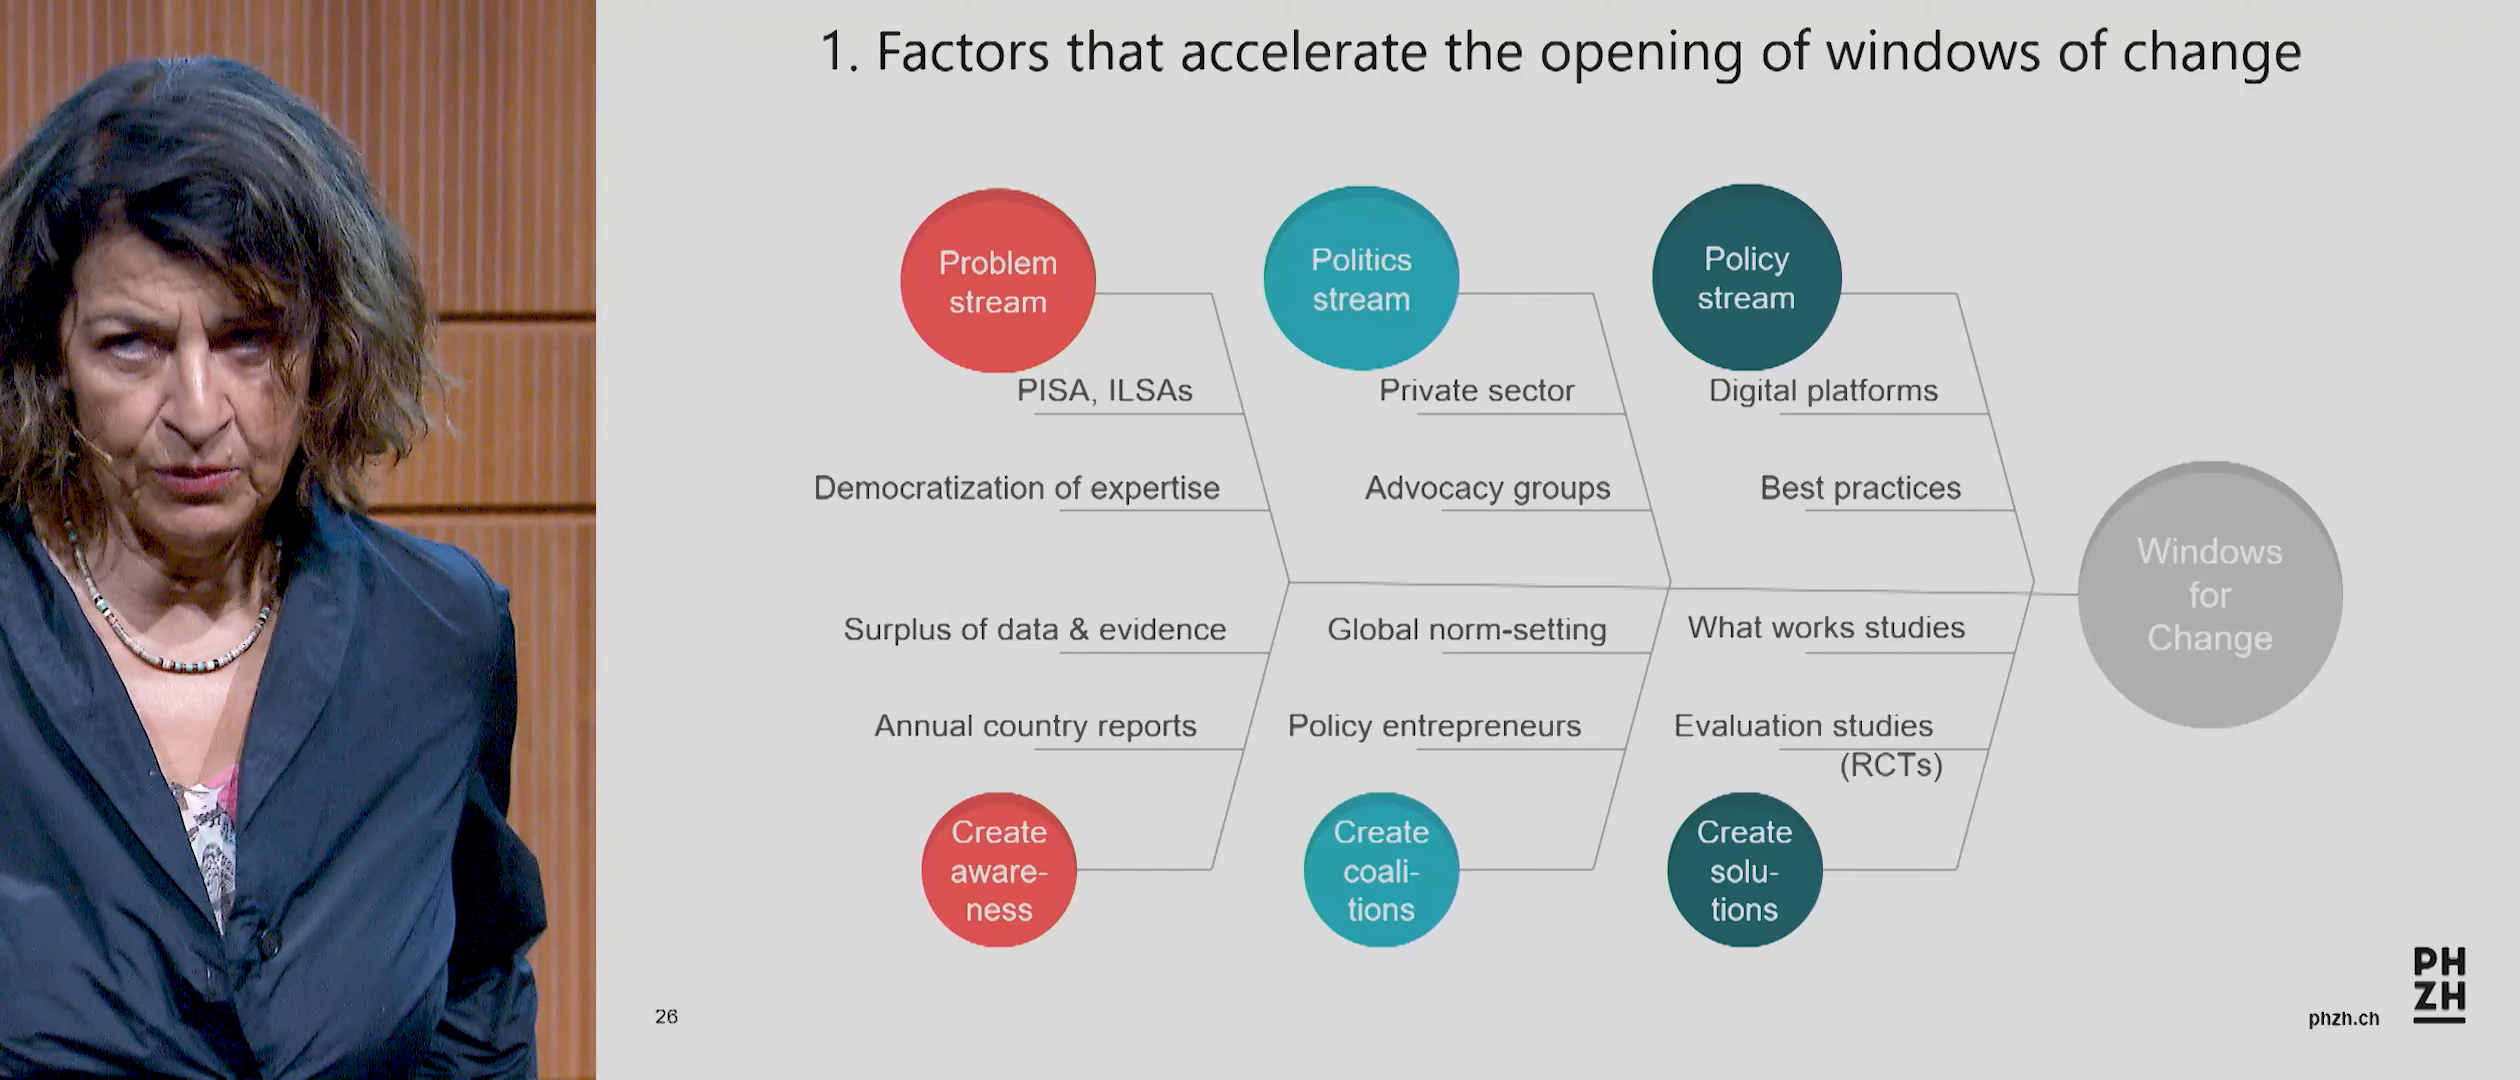 1. Factors that accelerate the opening of windows of change
Problem
stream
Politics
stream
Policy
stream
PISA, ILSAs
Private sector
Digital platforms
Democratization of expertise
Advocacy groups
Best practices
Windows
for
Change
Surplus of data & evidence
Global norm-setting
What works studies
Annual country reports
Policy entrepreneurs
Evaluation studies
(RCTs)
Create
aware-
ness
Create
coali-
tions
Create
solu-
tions
26
phzh.ch
PH
ZH